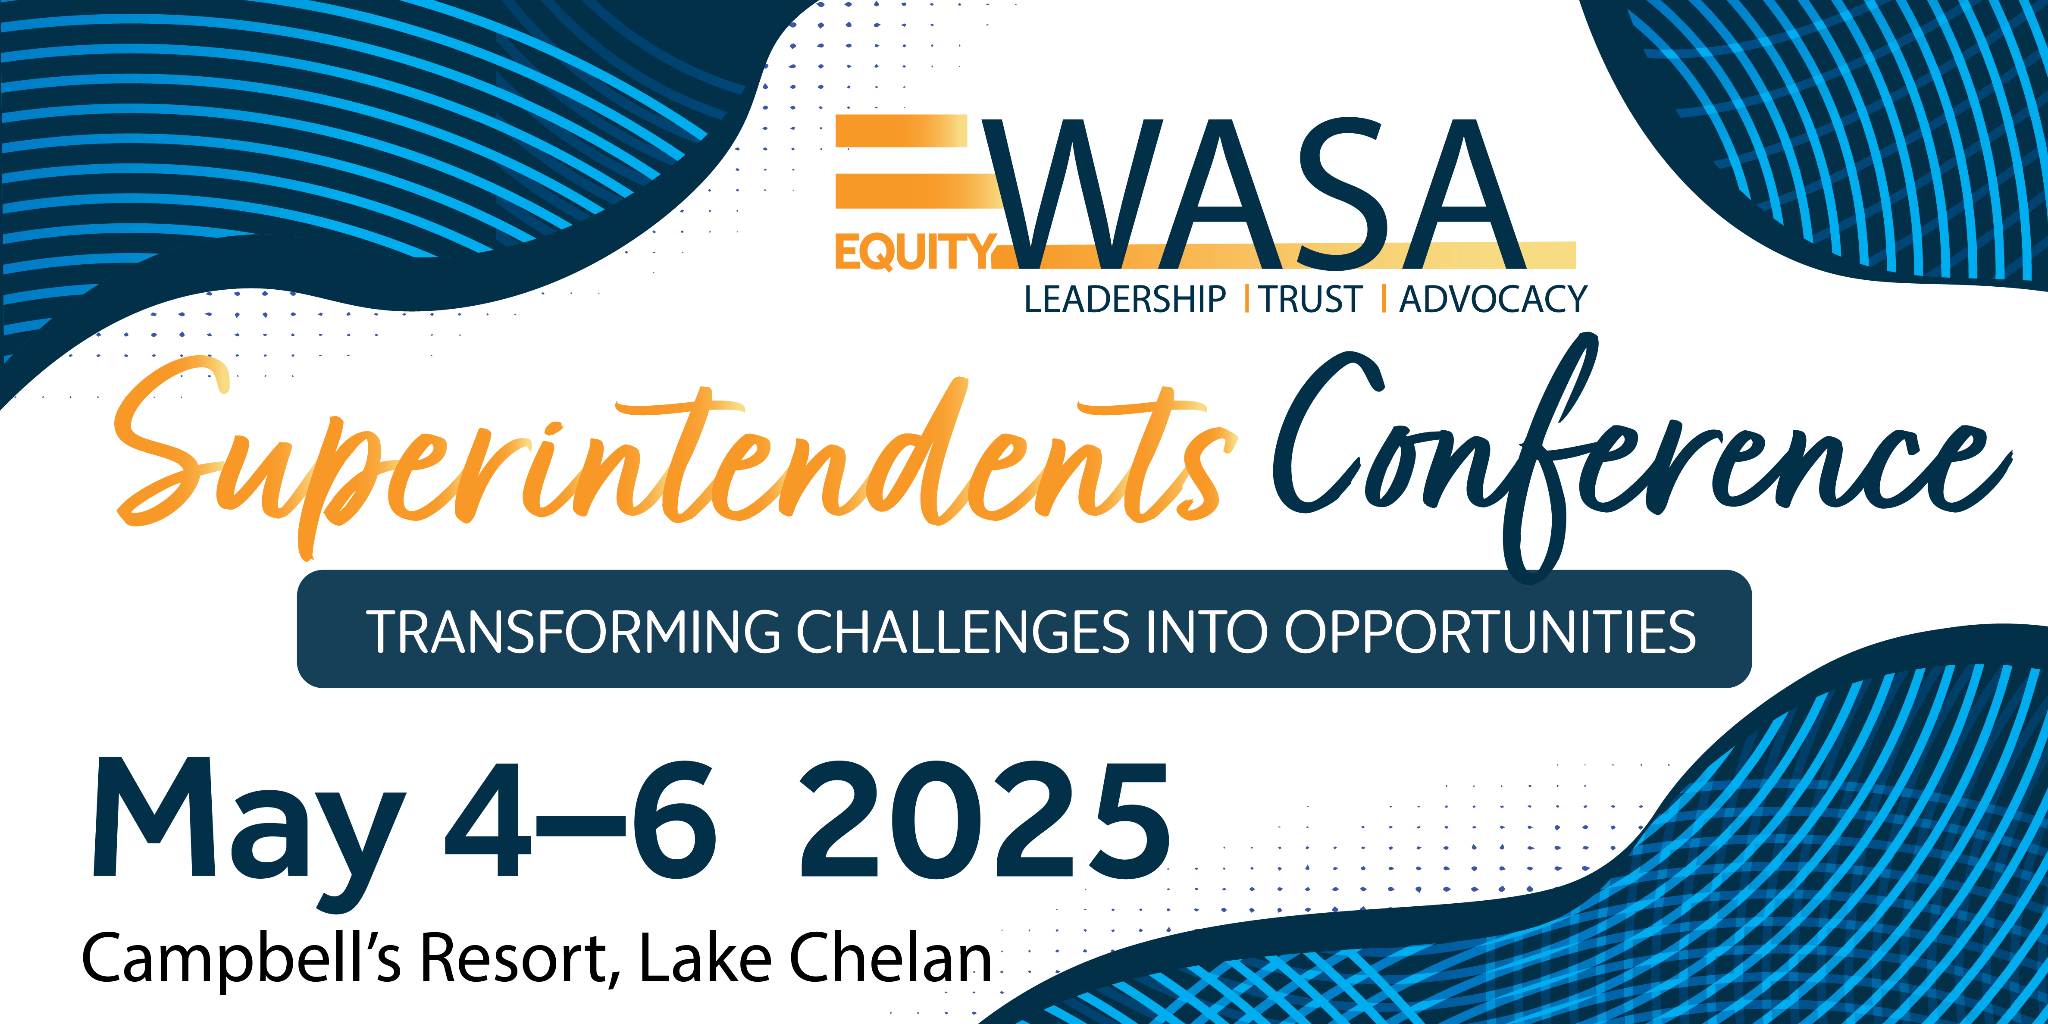 WASA
EQUITY
LEADERSHIP | TRUST | ADVOCACY
Superintendents Conference
TRANSFORMING CHALLENGES INTO OPPORTUNITIES
May 4–6 2025
Campbell's Resort, Lake Chelan